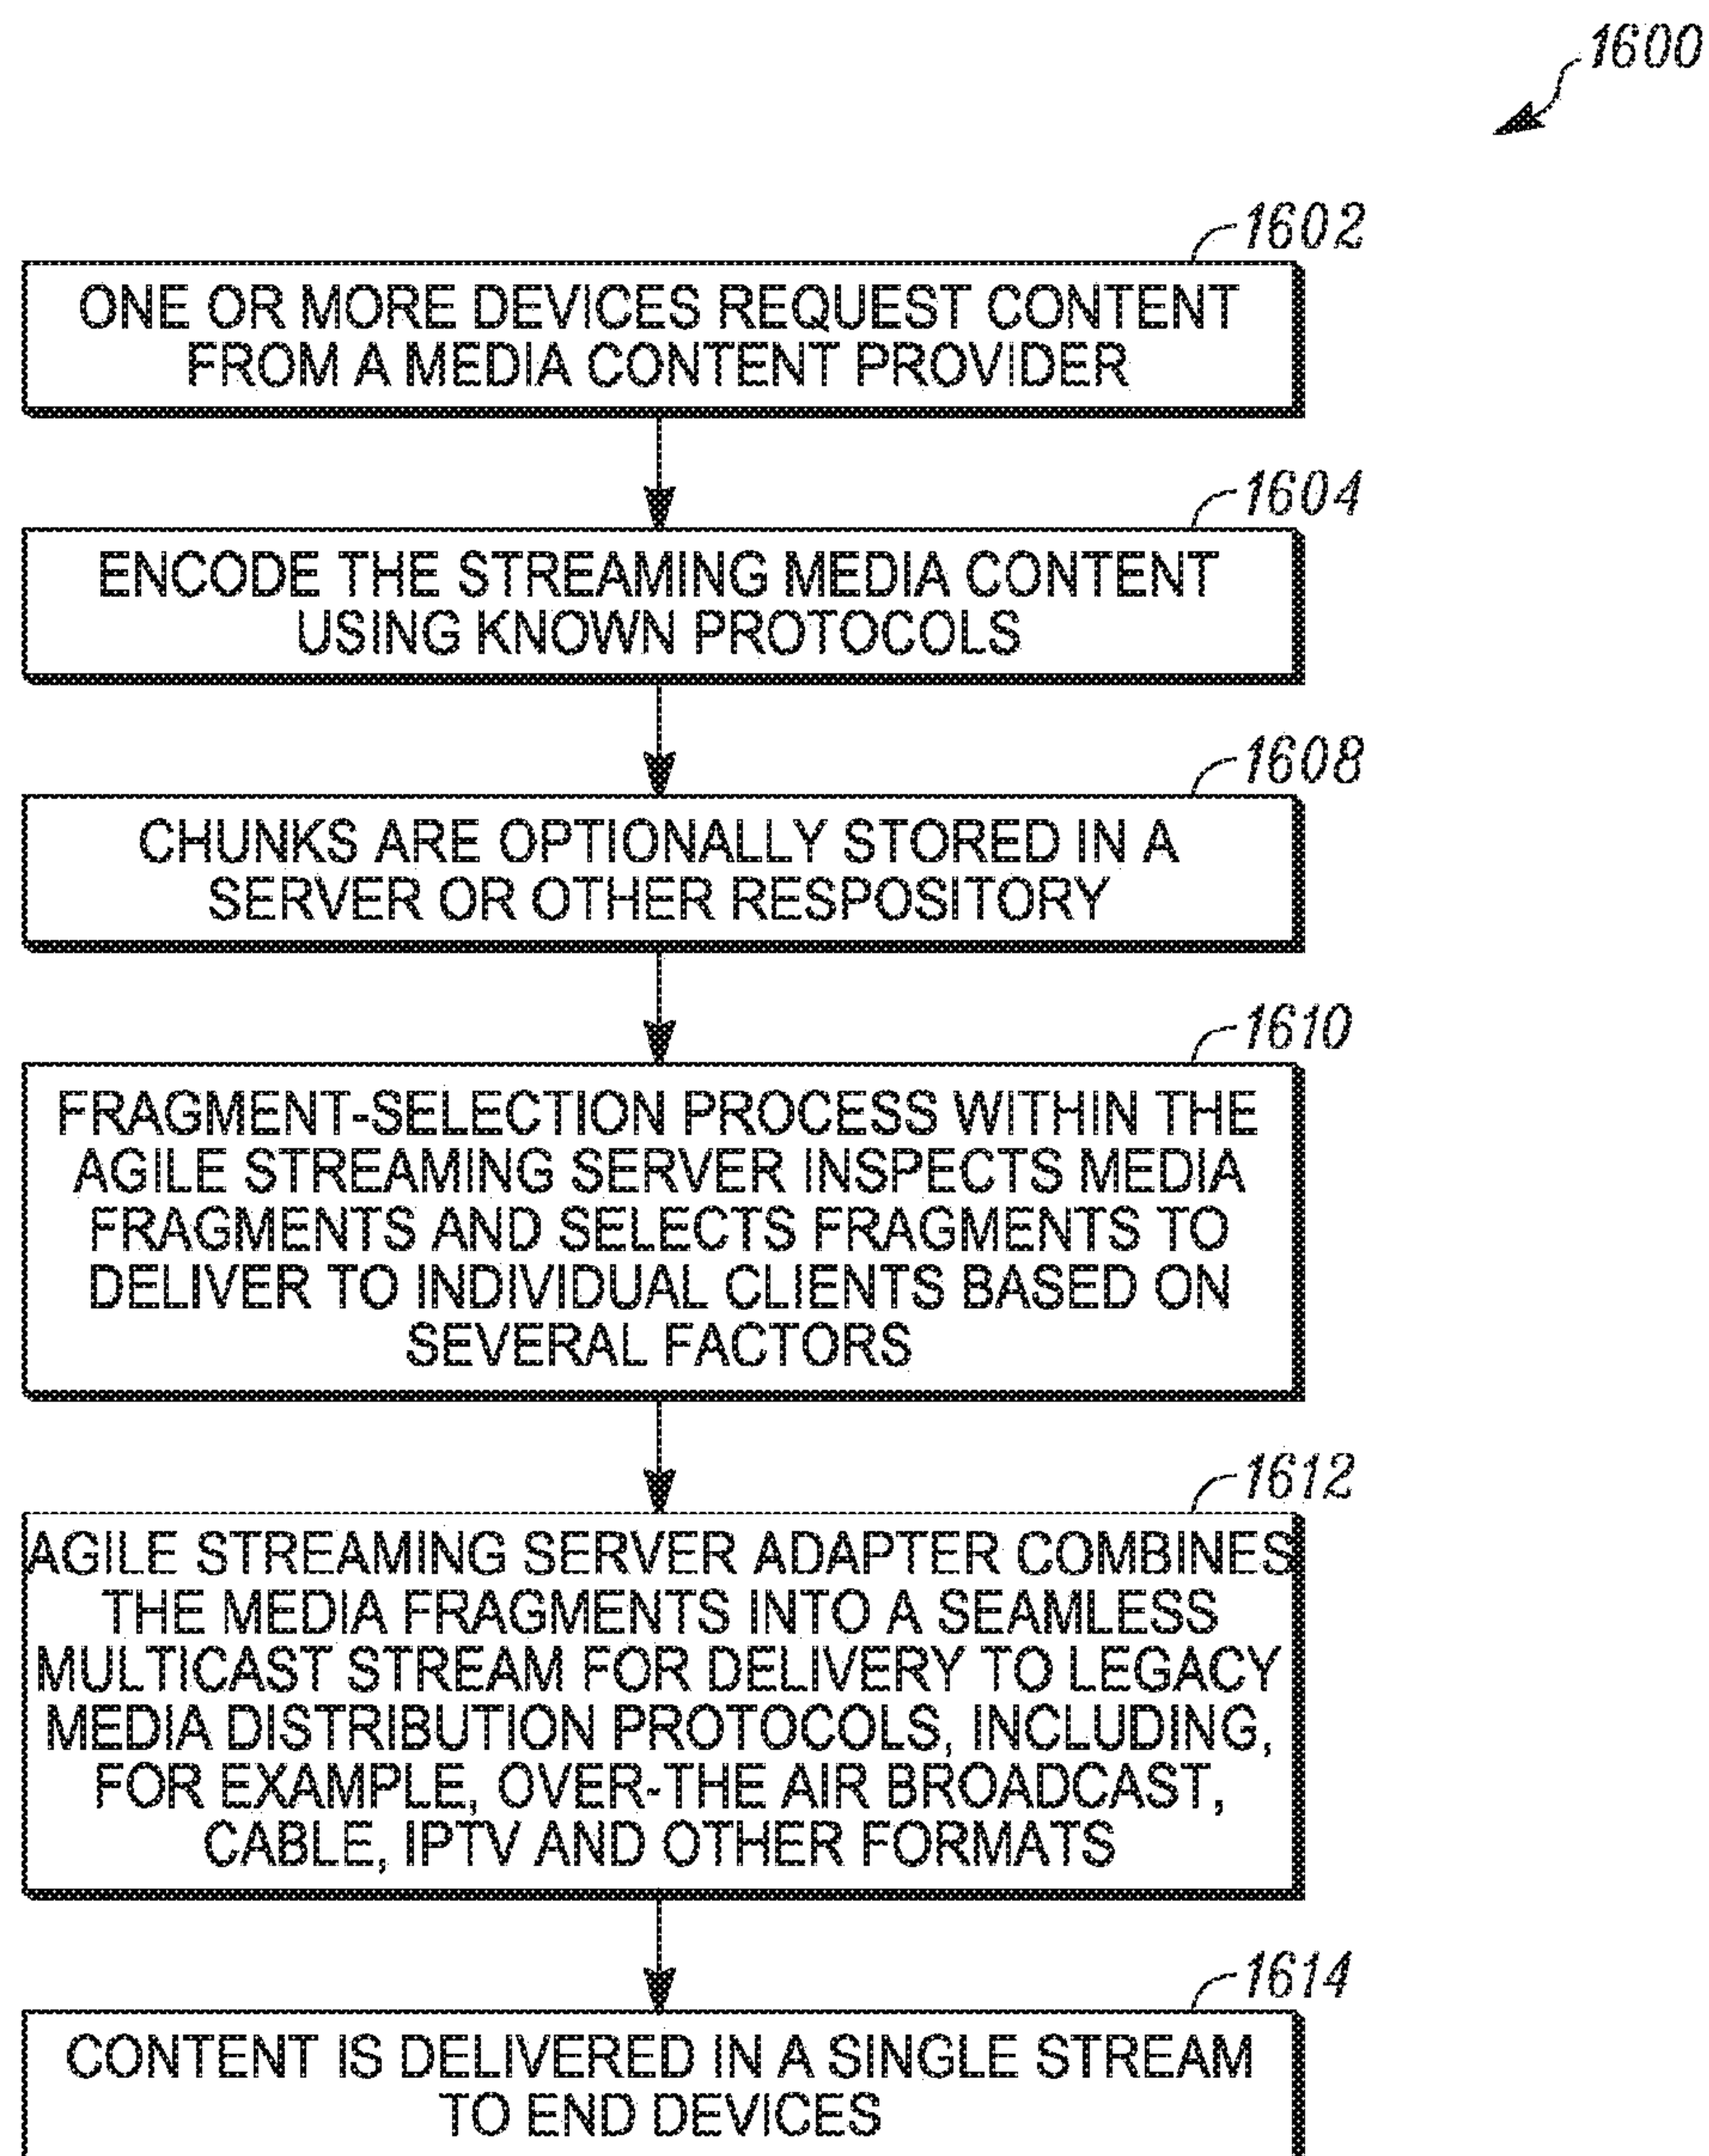 1600
1602
ONE OR MORE DEVICES REQUEST CONTENT
FROM A MEDIA CONTENT PROVIDER
1604
ENCODE THE STREAMING MEDIA CONTENT
USING KNOWN PROTOCOLS
1608
CHUNKS ARE OPTIONALLY STORED IN A
SERVER OR OTHER RESPOSITORY
1610
FRAGMENT-SELECTION PROCESS WITHIN THE
AGILE STREAMING SERVER INSPECTS MEDIA
FRAGMENTS AND SELECTS FRAGMENTS TO
DELIVER TO INDIVIDUAL CLIENTS BASED ON
SEVERAL FACTORS
1612
AGILE STREAMING SERVER ADAPTER COMBINES
THE MEDIA FRAGMENTS INTO A SEAMLESS
MULTICAST STREAM FOR DELIVERY TO LEGACY
MEDIA DISTRIBUTION PROTOCOLS, INCLUDING,
FOR EXAMPLE, OVER-THE AIR BROADCAST,
CABLE, IPTV AND OTHER FORMATS
1614
CONTENT IS DELIVERED IN A SINGLE STREAM
TO END DEVICES